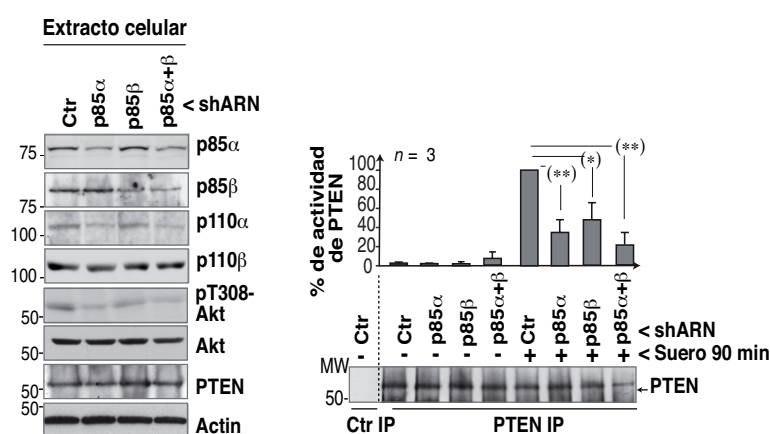 Extracto celular
Ctr
p85α
p85β
p85α+β
< shARN
75
p85α
75
p85β
100
p110α
100
p110β
50
pT308-
Akt
50
Akt
50
PTEN
50
Actin
% de actividad
de PTEN
n = 3
100
80
60
40
20
0
(**)
(*)
(**)
Ctr
Ctr
p85α
p85β
p85α+β
Ctr
p85α
p85β
p85α+β
< shARN
- - - - - + + + + < Suero 90 min
MW
50-
PTEN
Ctr IP
PTEN IP